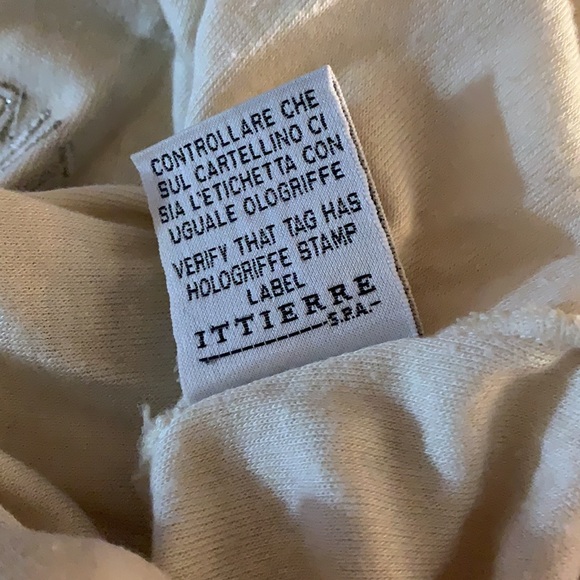 CONTROLLARE CHE
SUL CARTELLINO CI
SIA L'ETICHETTA CON
UGUALE OLOGRIFFE
VERIFY THAT TAG HAS
HOLOGRIFFE STAMP
LABEL
ITTIERRE
S.P.A.